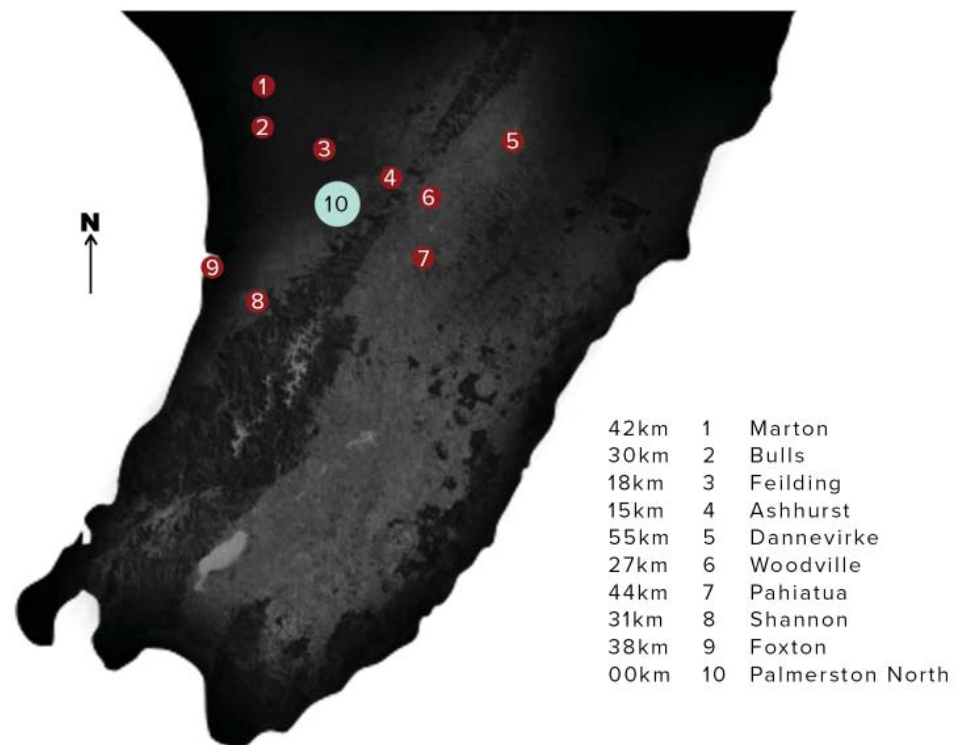 1
2
3
5
4
6
10
N
7
9
8
42km 1 Marton
30km 2 Bulls
18km 3 Feilding
15km 4 Ashhurst
55km 5 Dannevirke
27km 6 Woodville
44km 7 Pahiatua
31km 8 Shannon
38km 9 Foxton
00km 10 Palmerston North